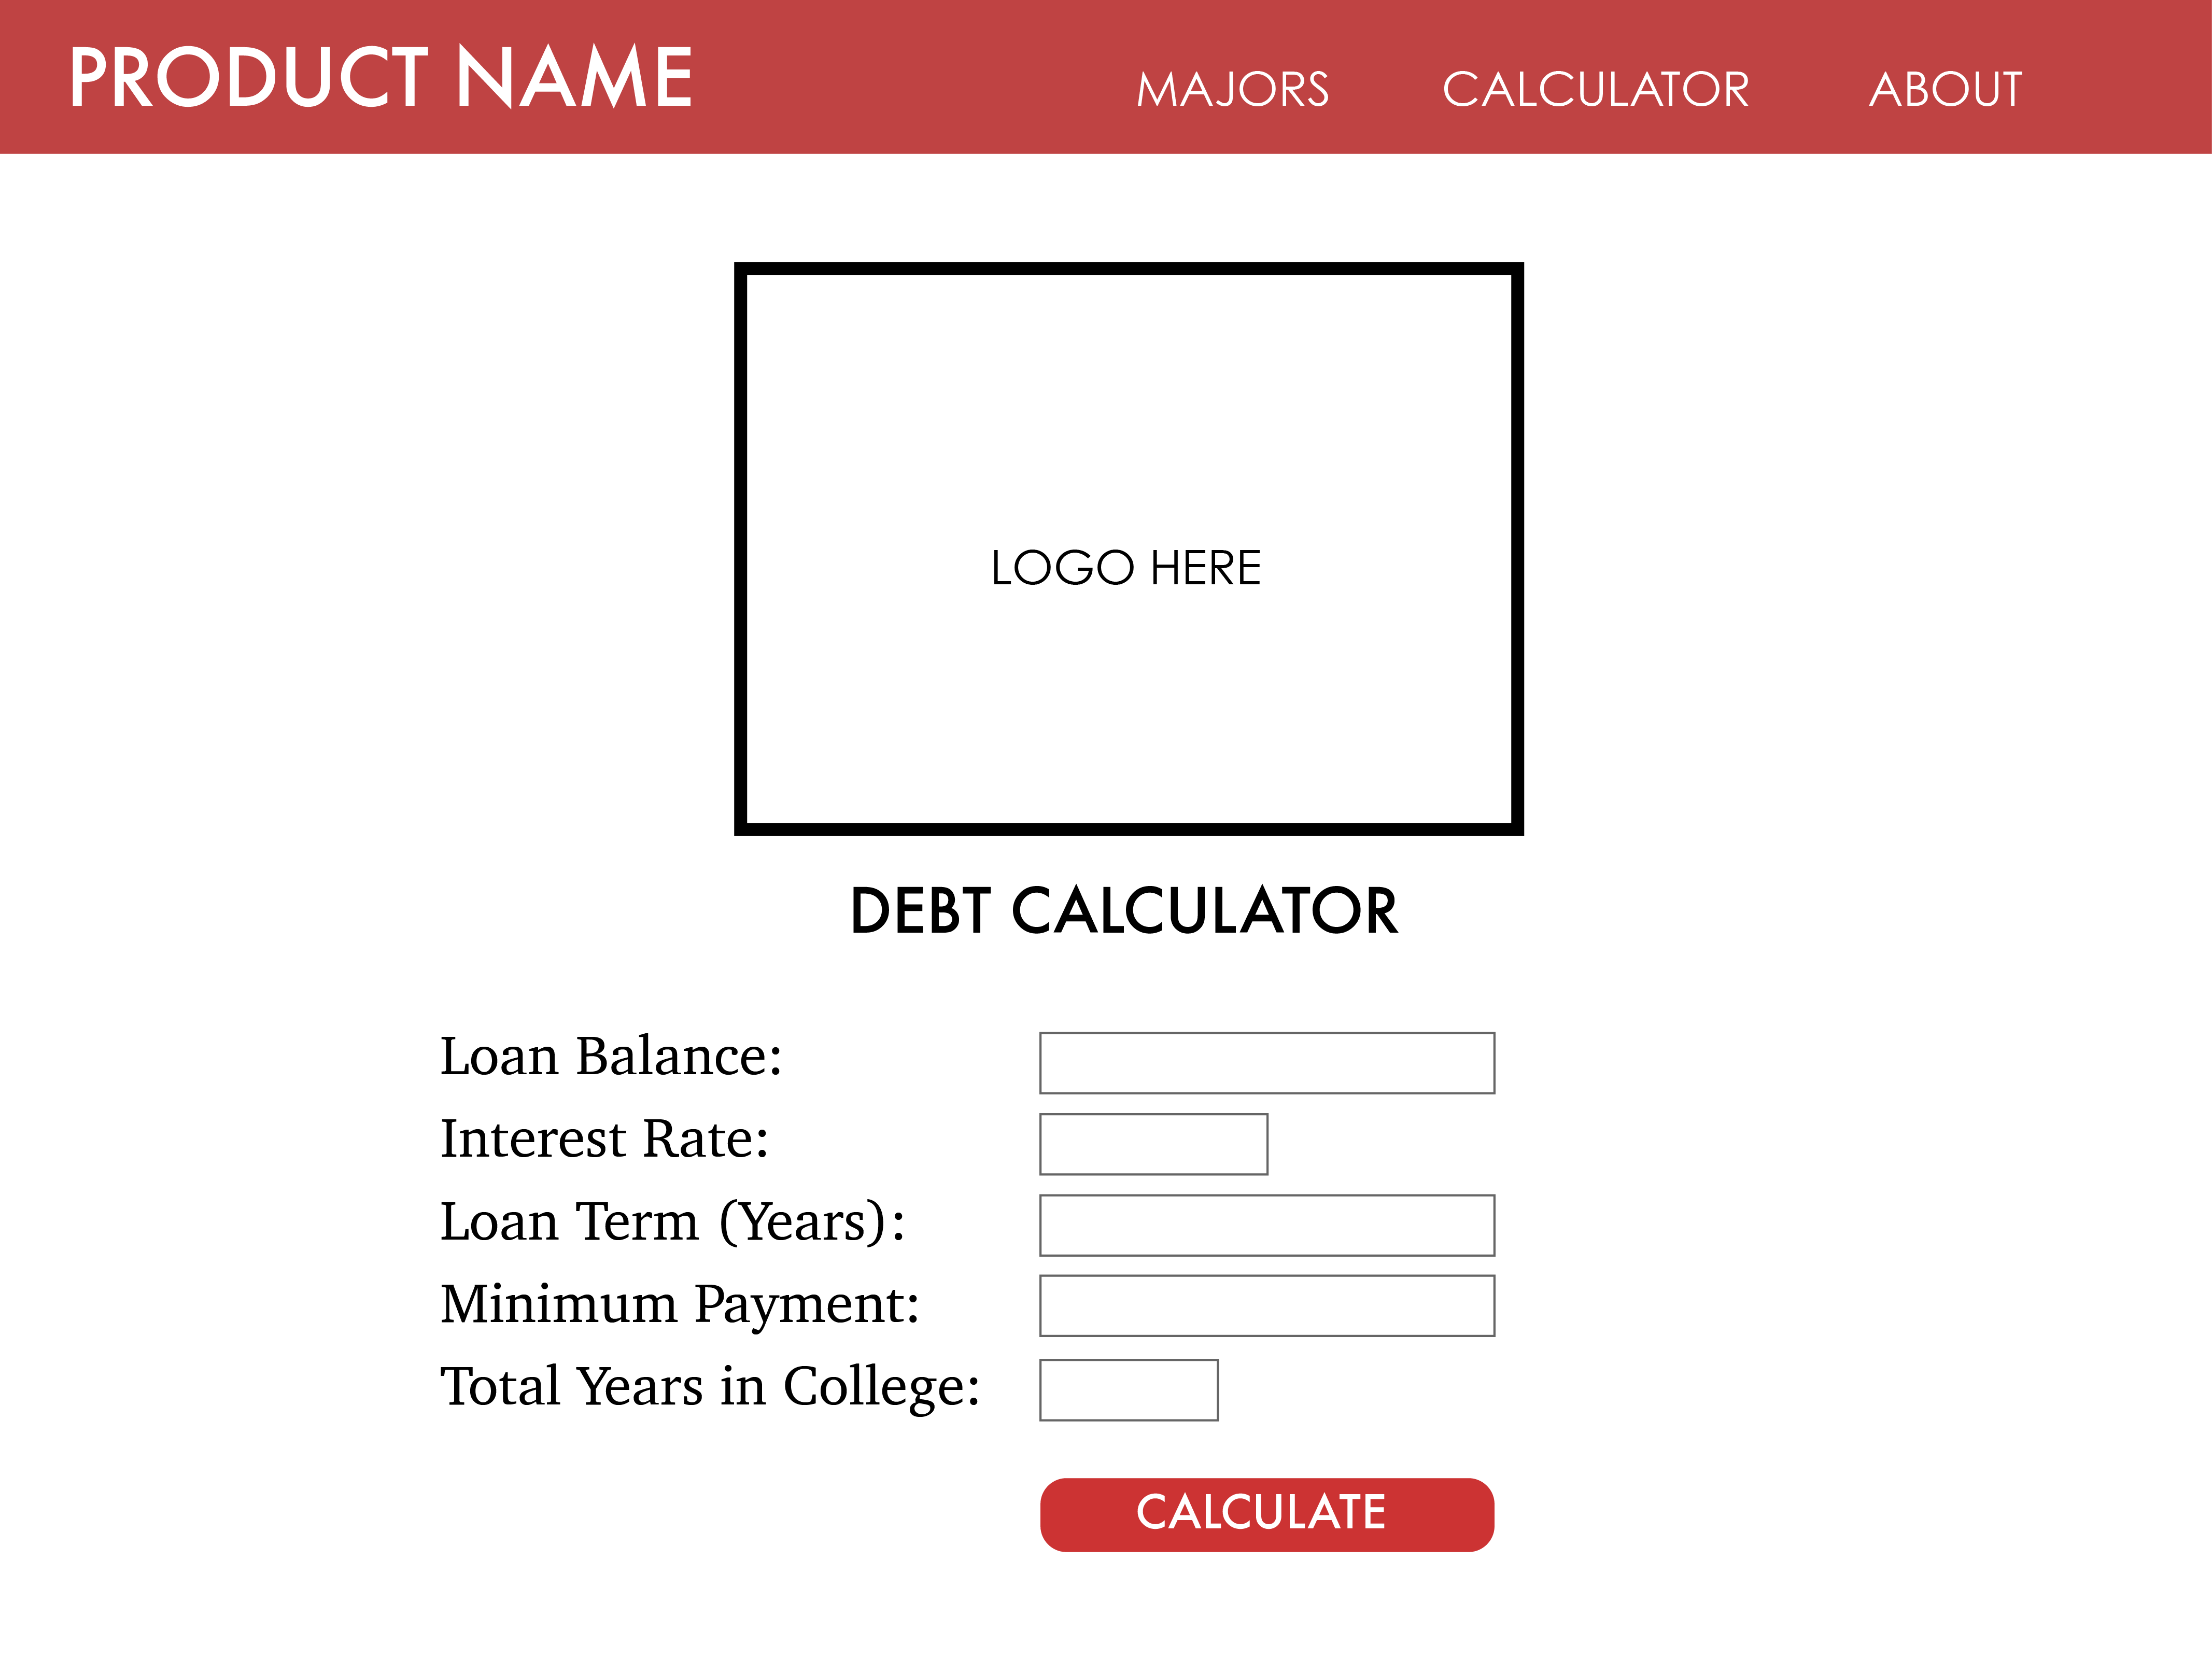 PRODUCT NAME
MAJORS CALCULATOR ABOUT
LOGO HERE
DEBT CALCULATOR
Loan Balance:
Interest Rate:
Loan Term (Years):
Minimum Payment:
Total Years in College:
CALCULATE